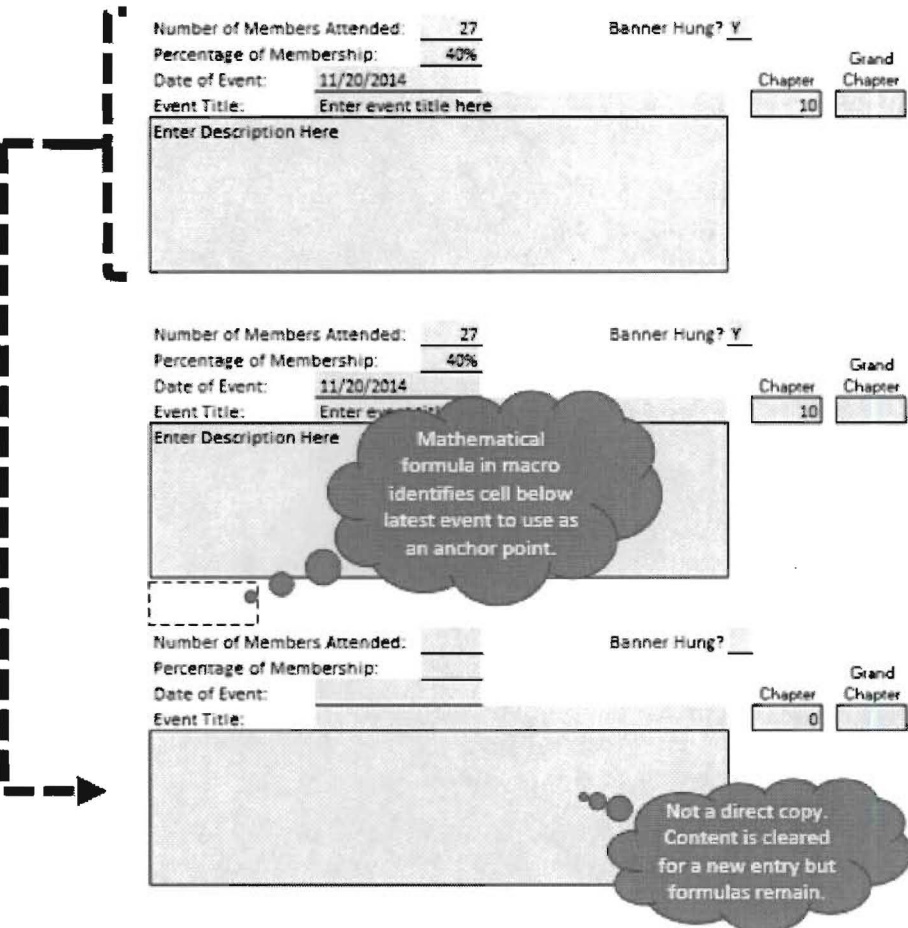 Number of Members Attended: 27 Banner Hung? Y
Percentage of Membership: 40%
Grand
Date of Event: 11/20/2014 Chapter Chapter
Event Title: Enter event title here 10
Enter Description Here
Number of Members Attended: 27 Banner Hung? Y
Percentage of Membership: 40%
Grand
Date of Event: 11/20/2014 Chapter Chapter
Event Title: Enter event 10
Enter Description Here
Mathematical
formula in macro
identifies cell below
latest event to use as
an anchor point.
Number of Members Attended: Banner Hung?
Percentage of Membership:
Grand
Date of Event: Chapter Chapter
Event Title: 0
Not a direct copy.
Content is cleared
for a new entry but
formulas remain.